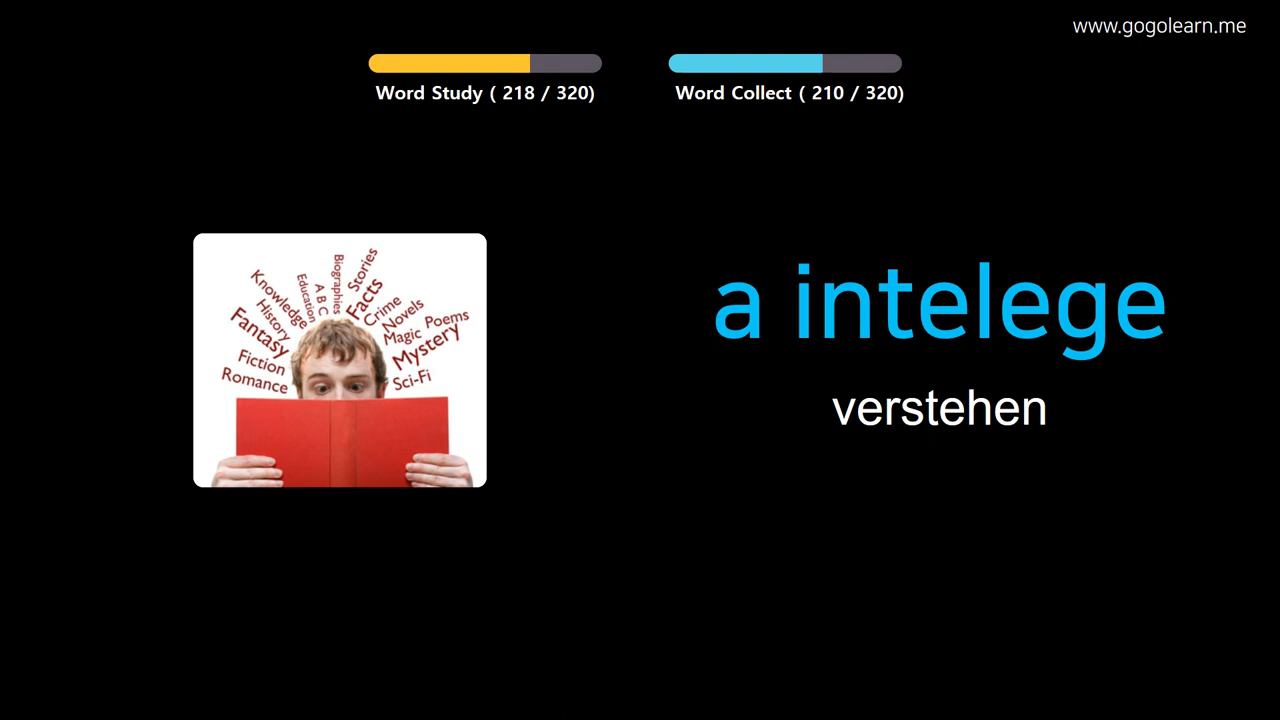 www.gogolearn.me
Word Study ( 218 / 320)
Word Collect ( 210 / 320)
Knowledge
History
Fantasy
Fiction
Romance
Education
A B C
Biographies
Stories
Facts
Crime
Novels
Magic
Poems
Mystery
Sci-Fi
a intelege
verstehen